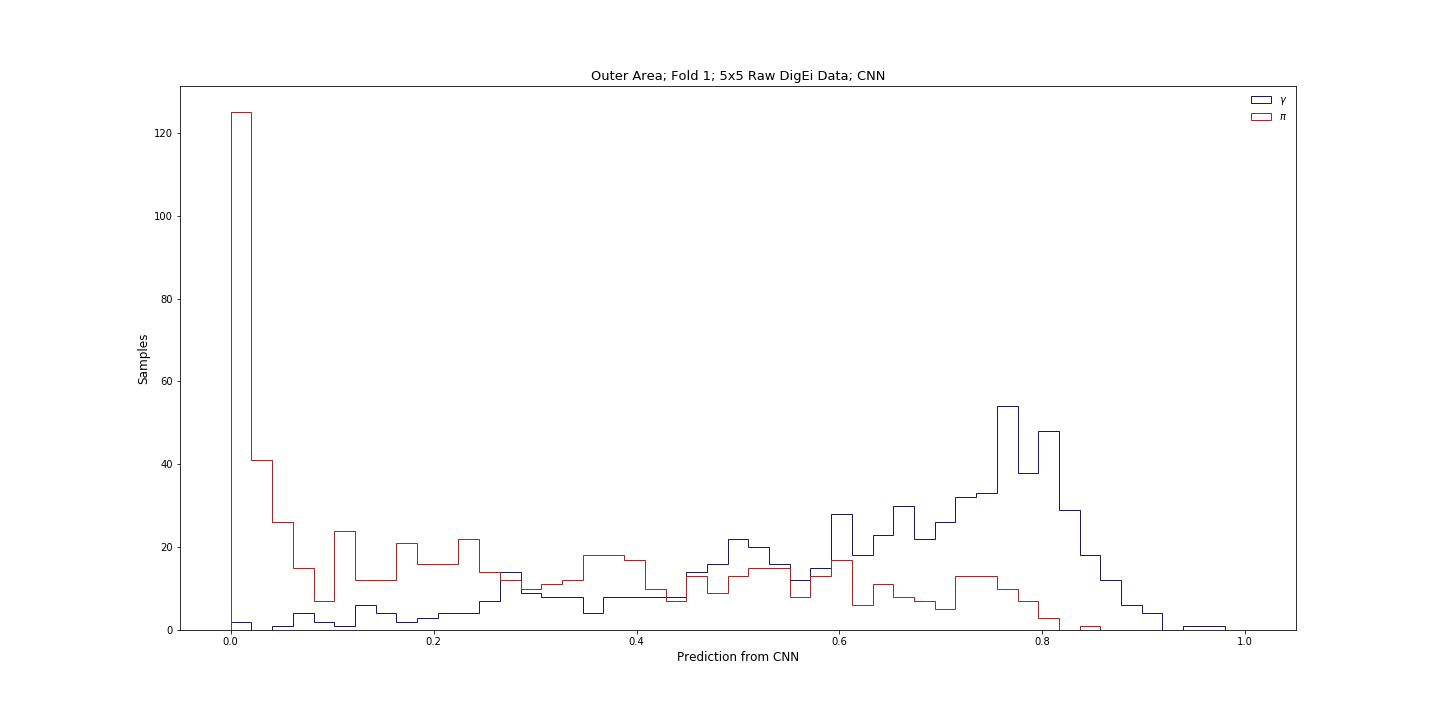 Outer Area; Fold 1; 5x5 Raw DigEi Data; CNN
γ
π
120
100
80
60
40
20
0
Samples
0.0 0.2 0.4 0.6 0.8 1.0
Prediction from CNN